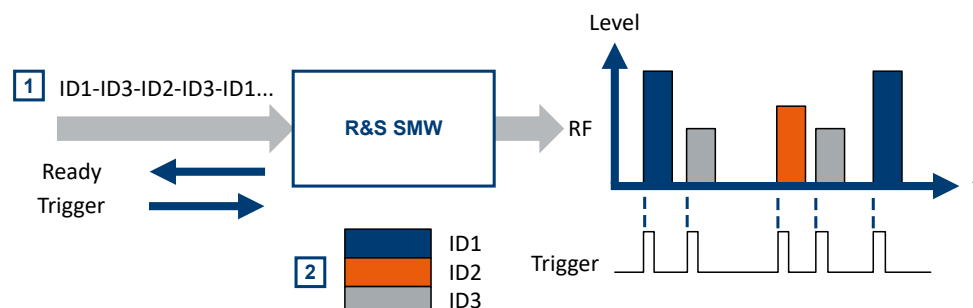 1 ID1-ID3-ID2-ID3-ID1...
R&S SMW
RF
Ready
Trigger
Level
2
ID1
ID2
ID3
Trigger